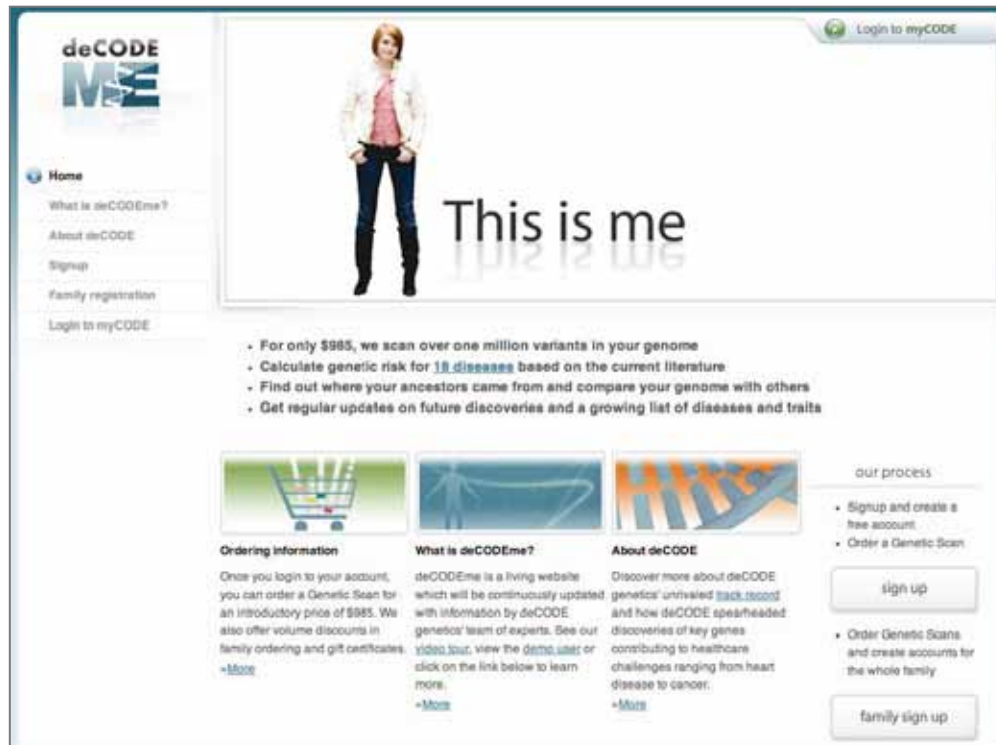 deCODE
ME
Login to myCODE
Home
What is deCODEme?
About deCODE
Signup
Family registration
Login to myCODE
This is me
• For only $985, we scan over one million variants in your genome
• Calculate genetic risk for 18 diseases based on the current literature
• Find out where your ancestors came from and compare your genome with others
• Get regular updates on future discoveries and a growing list of diseases and traits
Ordering information
Once you login to your account,
you can order a Genetic Scan for
an introductory price of $985. We
also offer volume discounts in
family ordering and gift certificates.
»More
What is deCODEme?
deCODEme is a living website
which will be continuously updated
with information by deCODE
genetics' team of experts. See our
video tour, view the demo user or
click on the link below to learn
more.
»More
About deCODE
Discover more about deCODE
genetics' unrivaled track record
and how deCODE spearheaded
discoveries of key genes
contributing to healthcare
challenges ranging from heart
disease to cancer.
»More
our process
• Signup and create a
free account
• Order a Genetic Scan
sign up
• Order Genetic Scans
and create accounts for
the whole family
family sign up